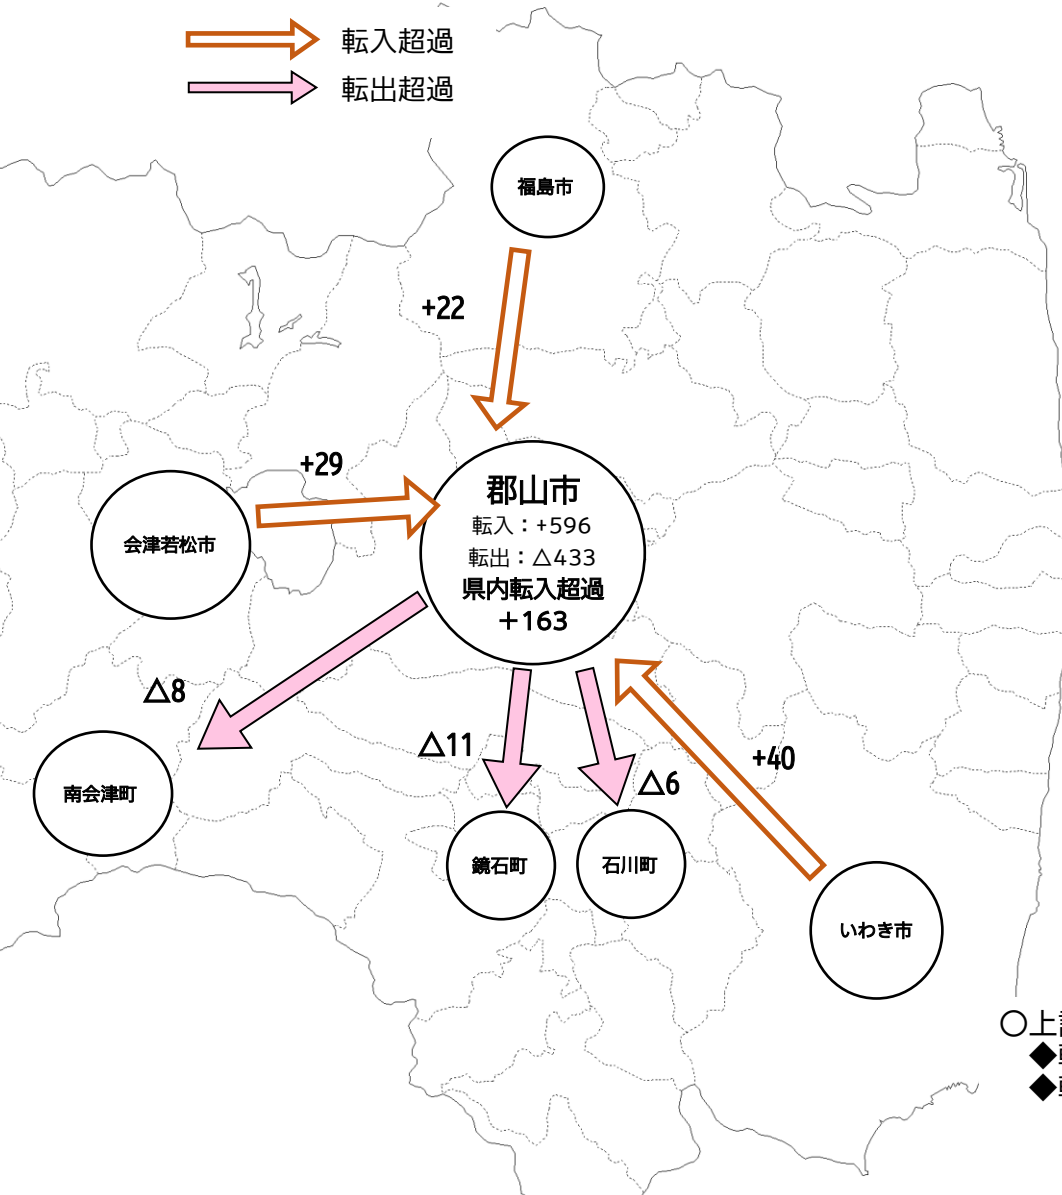 転入超過
転出超過
福島市
+22
+29
郡山市
転入：+596
転出：△433
県内転入超過
＋163
会津若松市
△8
△11
△6
+40
南会津町
鏡石町
石川町
いわき市
〇上
◆
◆